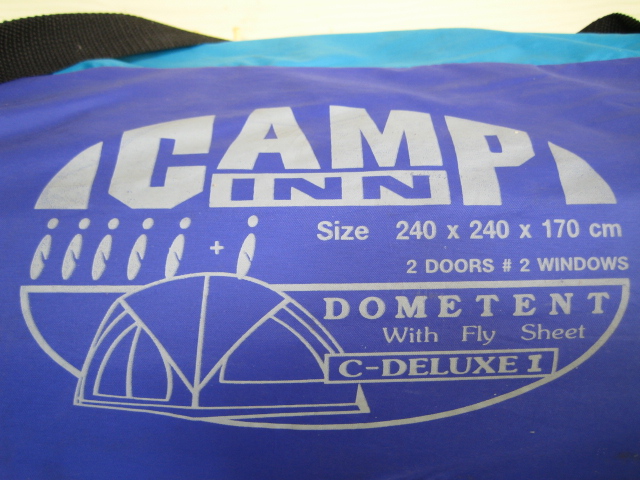 CAMP
INN
+
Size 240 x 240 x 170 cm
2 DOORS # 2 WINDOWS
DOMETENT
With Fly Sheet
C-DELUXE I